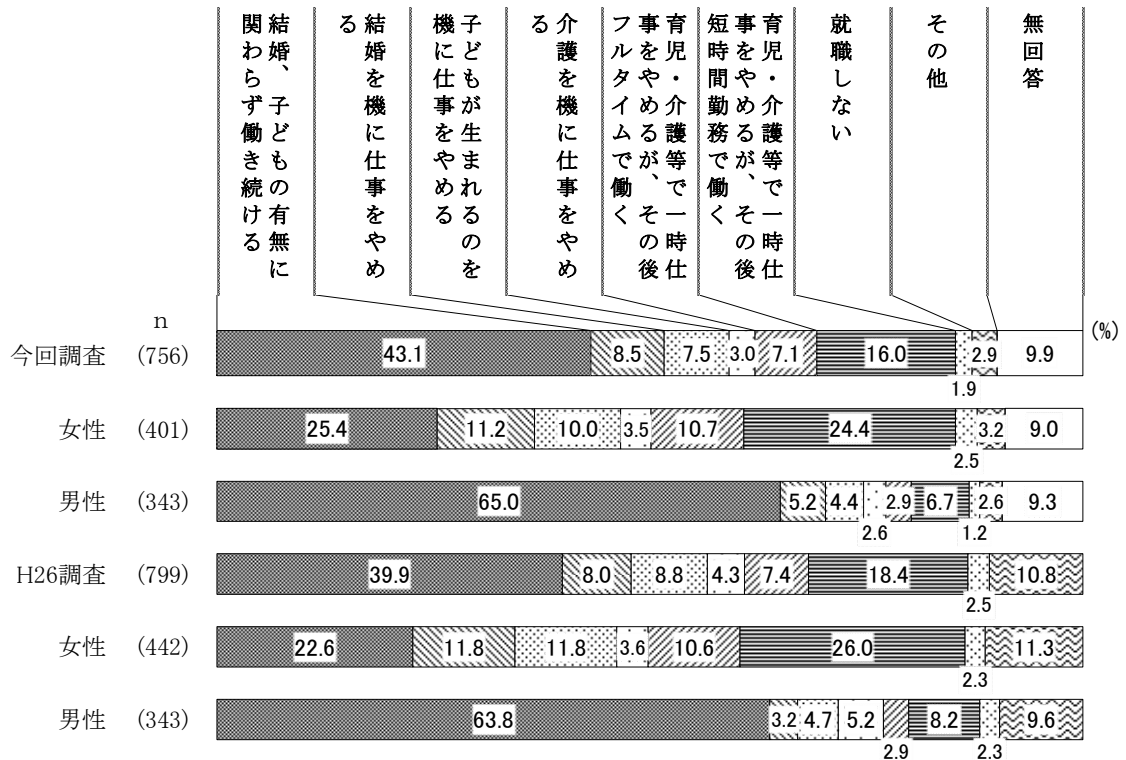 結婚、子どもの有無に
関わらず働き続ける
結婚を機に仕事をやめ
る
子どもが生まれるのを
機に仕事をやめる
介護を機に仕事をやめ
る
育児・介護等で一時仕
事をやめるが、その後
フルタイムで働く
育児・介護等で一時仕
事をやめるが、その後
短時間勤務で働く
就職しない
その他
無回答
n
(%)
今回調査 (756) 43.1 8.5 7.5 3.0 7.1 16.0 2.9 9.9
1.9
女性 (401) 25.4 11.2 10.0 3.5 10.7 24.4 3.2 9.0
2.5
男性 (343) 65.0 5.2 4.4 2.9 6.7 2.6 9.3
2.6 1.2
H26調査 (799) 39.9 8.0 8.8 4.3 7.4 18.4 10.8
2.5
女性 (442) 22.6 11.8 11.8 3.6 10.6 26.0 11.3
2.3
男性 (343) 63.8 3.2 4.7 5.2 8.2 9.6
2.9 2.3